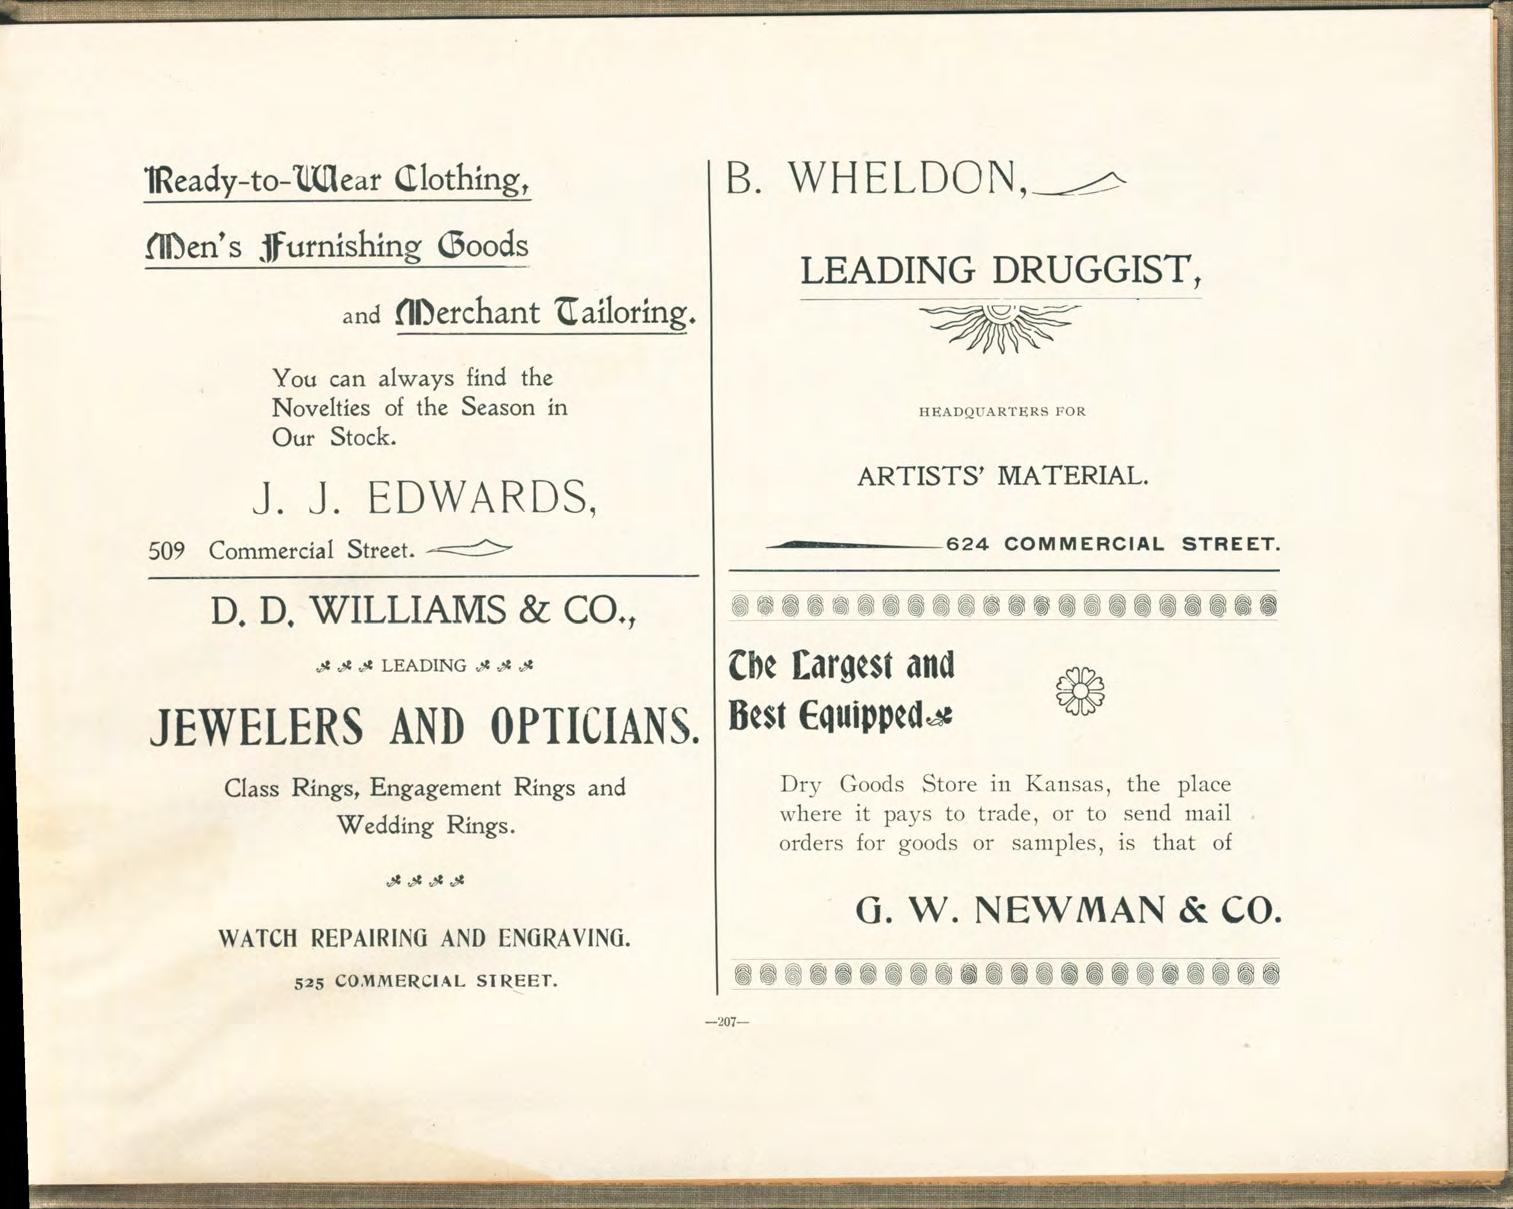 Ready-to-Wear Clothing,
Men's Furnishing Goods
and Merchant Tailoring.
You can always find the
Novelties of the Season in
Our Stock.
J. J. EDWARDS,
509 Commercial Street.
D. D. WILLIAMS & CO.,
LEADING
JEWELERS AND OPTICIANS.
Class Rings, Engagement Rings and
Wedding Rings.
WATCH REPAIRING AND ENGRAVING.
525 COMMERCIAL STREET.
B. WHELDON,
LEADING DRUGGIST,
HEADQUARTERS FOR
ARTISTS' MATERIAL.
624 COMMERCIAL STREET.
The Largest and
Best Equipped
Dry Goods Store in Kansas, the place
where it pays to trade, or to send mail
orders for goods or samples, is that of
G. W. NEWMAN & CO.
—207—